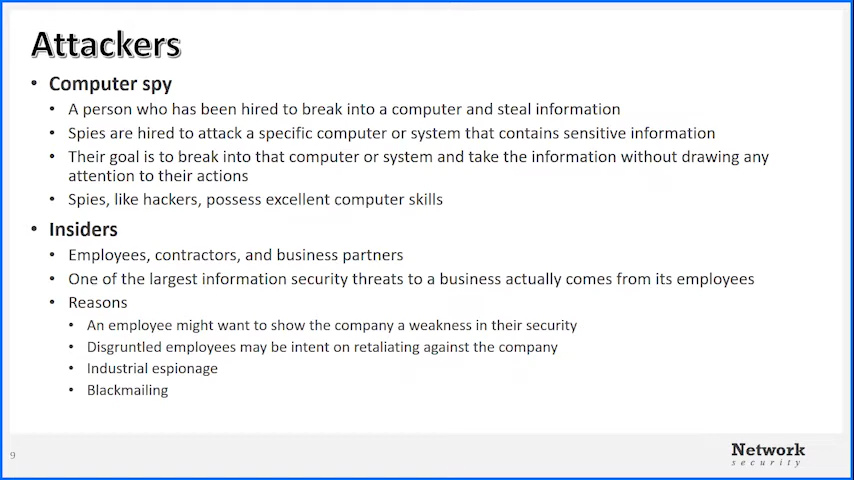 Attackers
• Computer spy
• A person who has been hired to break into a computer and steal information
• Spies are hired to attack a specific computer or system that contains sensitive information
• Their goal is to break into that computer or system and take the information without drawing any
attention to their actions
• Spies, like hackers, possess excellent computer skills
• Insiders
• Employees, contractors, and business partners
• One of the largest information security threats to a business actually comes from its employees
• Reasons
• An employee might want to show the company a weakness in their security
• Disgruntled employees may be intent on retaliating against the company
• Industrial espionage
• Blackmailing
9
Network
security